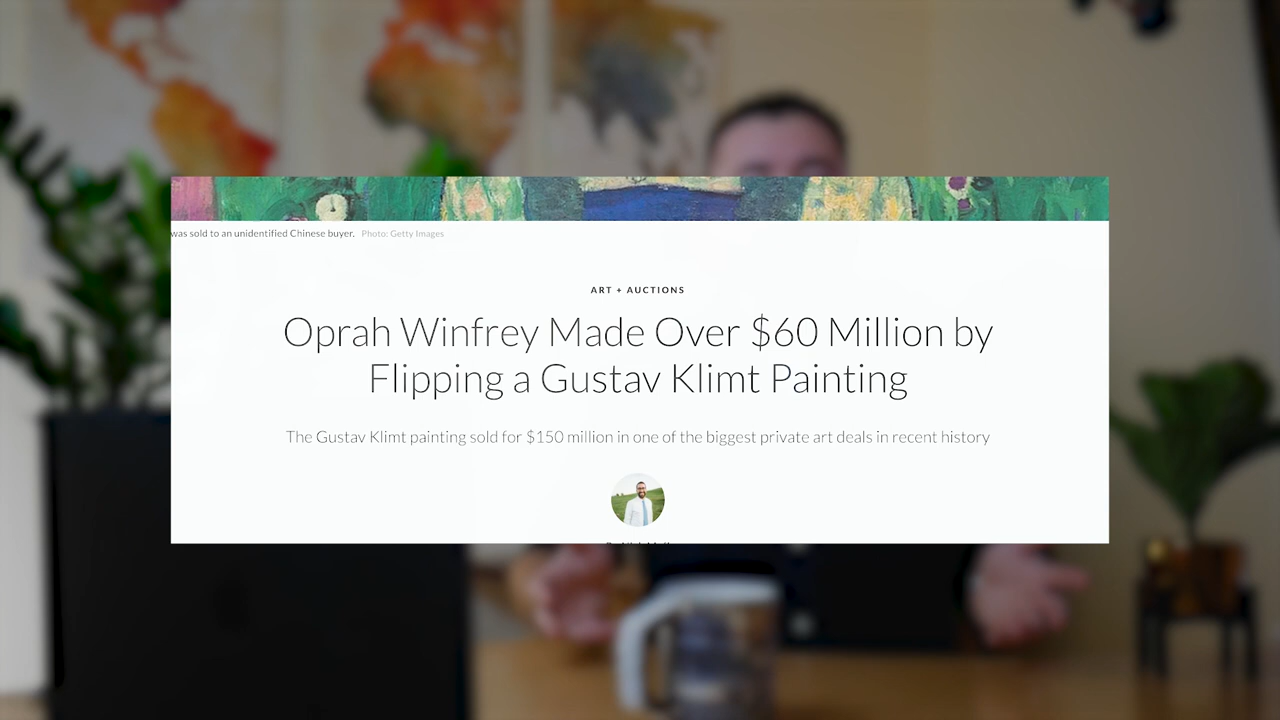 was sold to an unidentified Chinese buyer. Photo: Getty Images
ART + AUCTIONS
Oprah Winfrey Made Over $60 Million by
Flipping a Gustav Klimt Painting
The Gustav Klimt painting sold for $150 million in one of the biggest private art deals in recent history